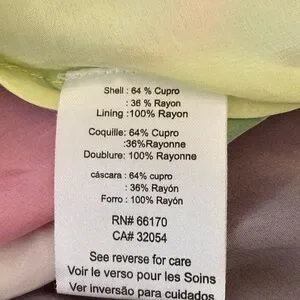 Shell : 64 % Cupro
: 36 % Rayon
Lining : 100% Rayon
Coquille: 64% Cupro
:36%Rayonne
Doublure: 100% Rayonne
cáscara : 64% cupro
: 36% Rayón
Forro : 100% Rayón
RN# 66170
CA# 32054
See reverse for care
Voir le verso pour les Soins
Ver inversão para cuidados